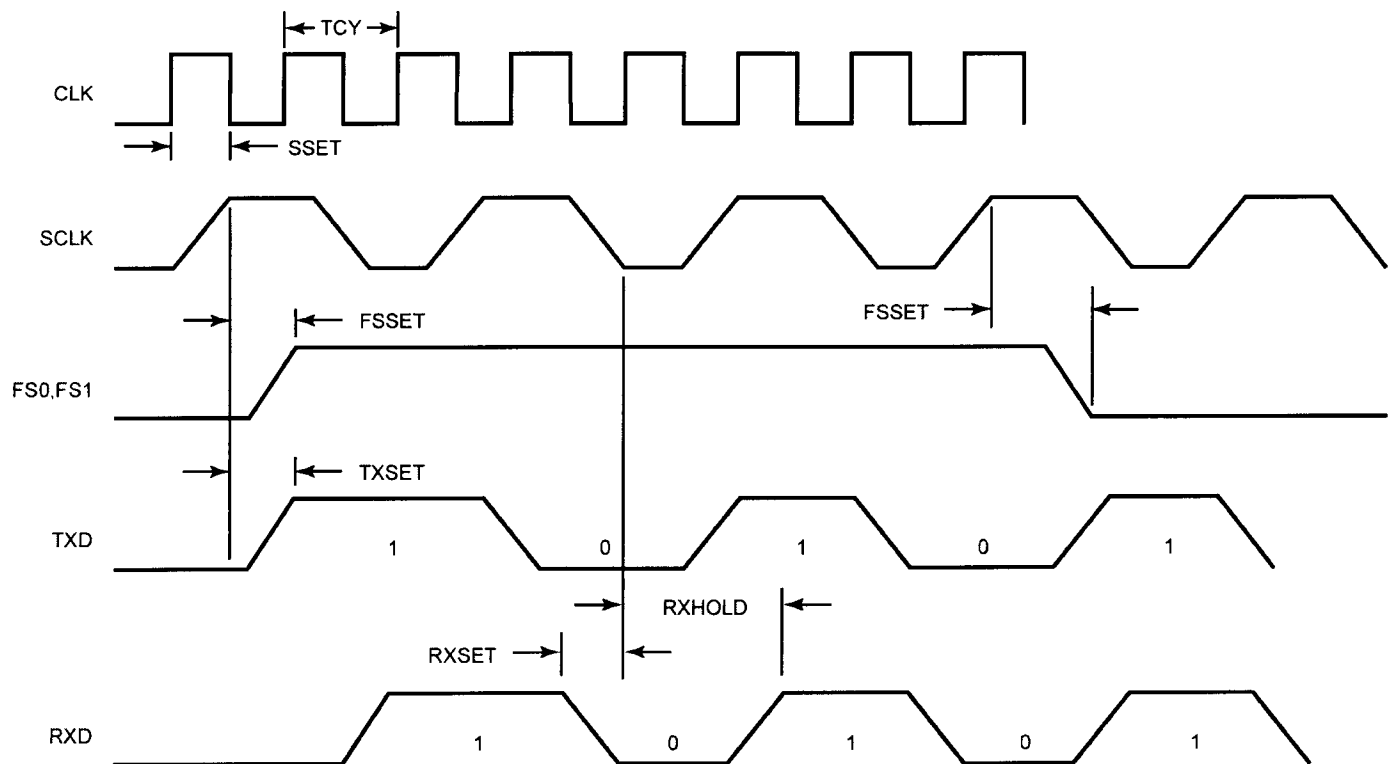 TCY
CLK
SSET
SCLK
FSSET
FSSET
FS0,FS1
TXSET
TXD
1 0 1 0 1
RXHOLD
RXSET
RXD
1 0 1 0 1